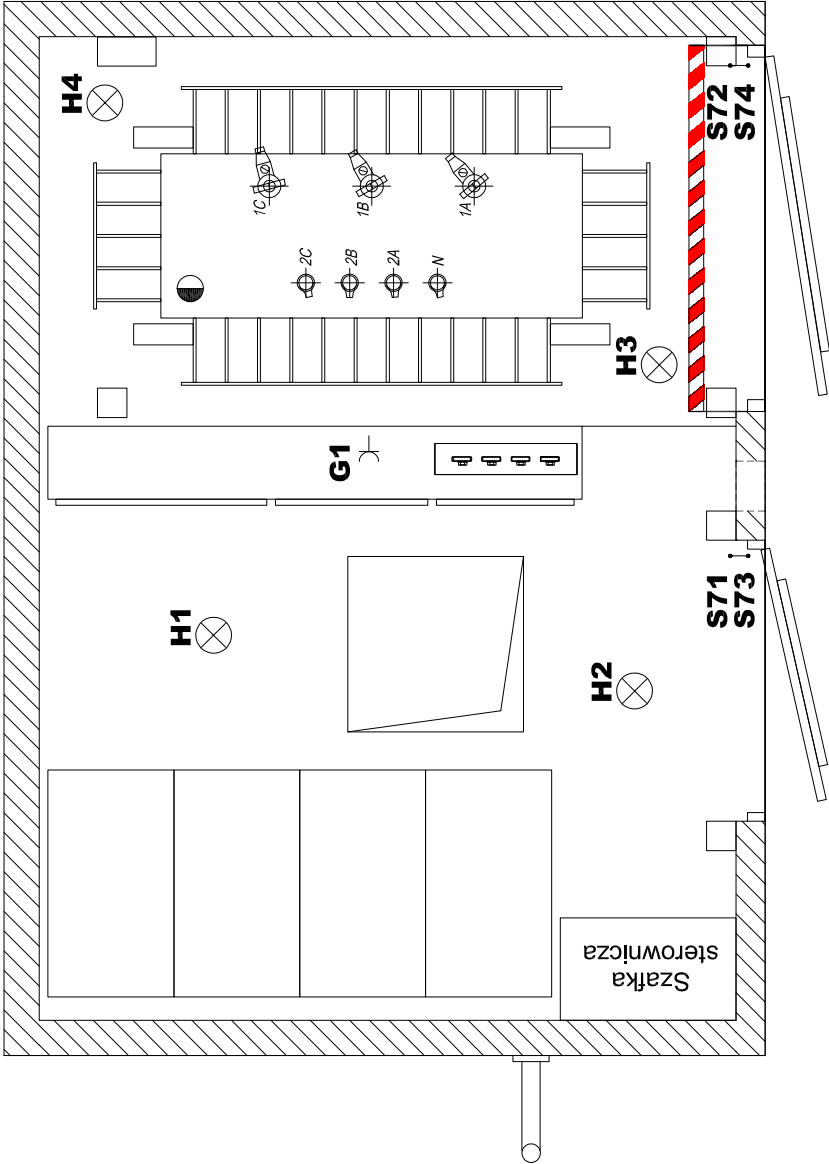 H4
S72
S74
1C
1B
1A
2C
2B
2A
N
H3
G1
H1
S71
S73
H2
Szafka
sterownicza